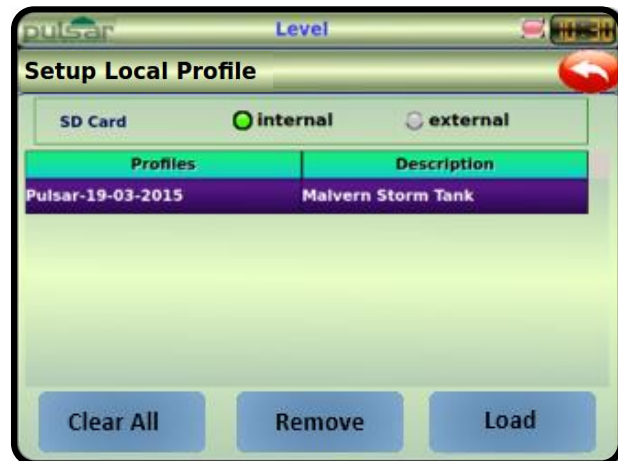 pulsar Level
Setup Local Profile
SD Card internal external
Profiles Description
Pulsar-19-03-2015 Malvern Storm Tank
Clear All Remove Load